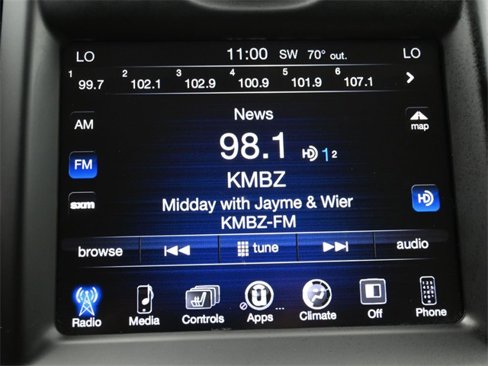 LO 11:00 SW 70° out. LO
1 99.7 2 102.1 3 102.9 4 100.9 5 101.9 6 107.1
News
AM
map
98.1 HD 1 2
FM
KMBZ
sxm
Midday with Jayme & Wier
HD
KMBZ-FM
browse tune audio
Radio Media Controls Apps Climate Off Phone